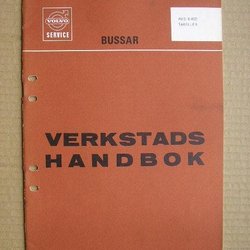 VOLVO
SERVICE
BUSSAR
VERKSTADS
HANDBOK